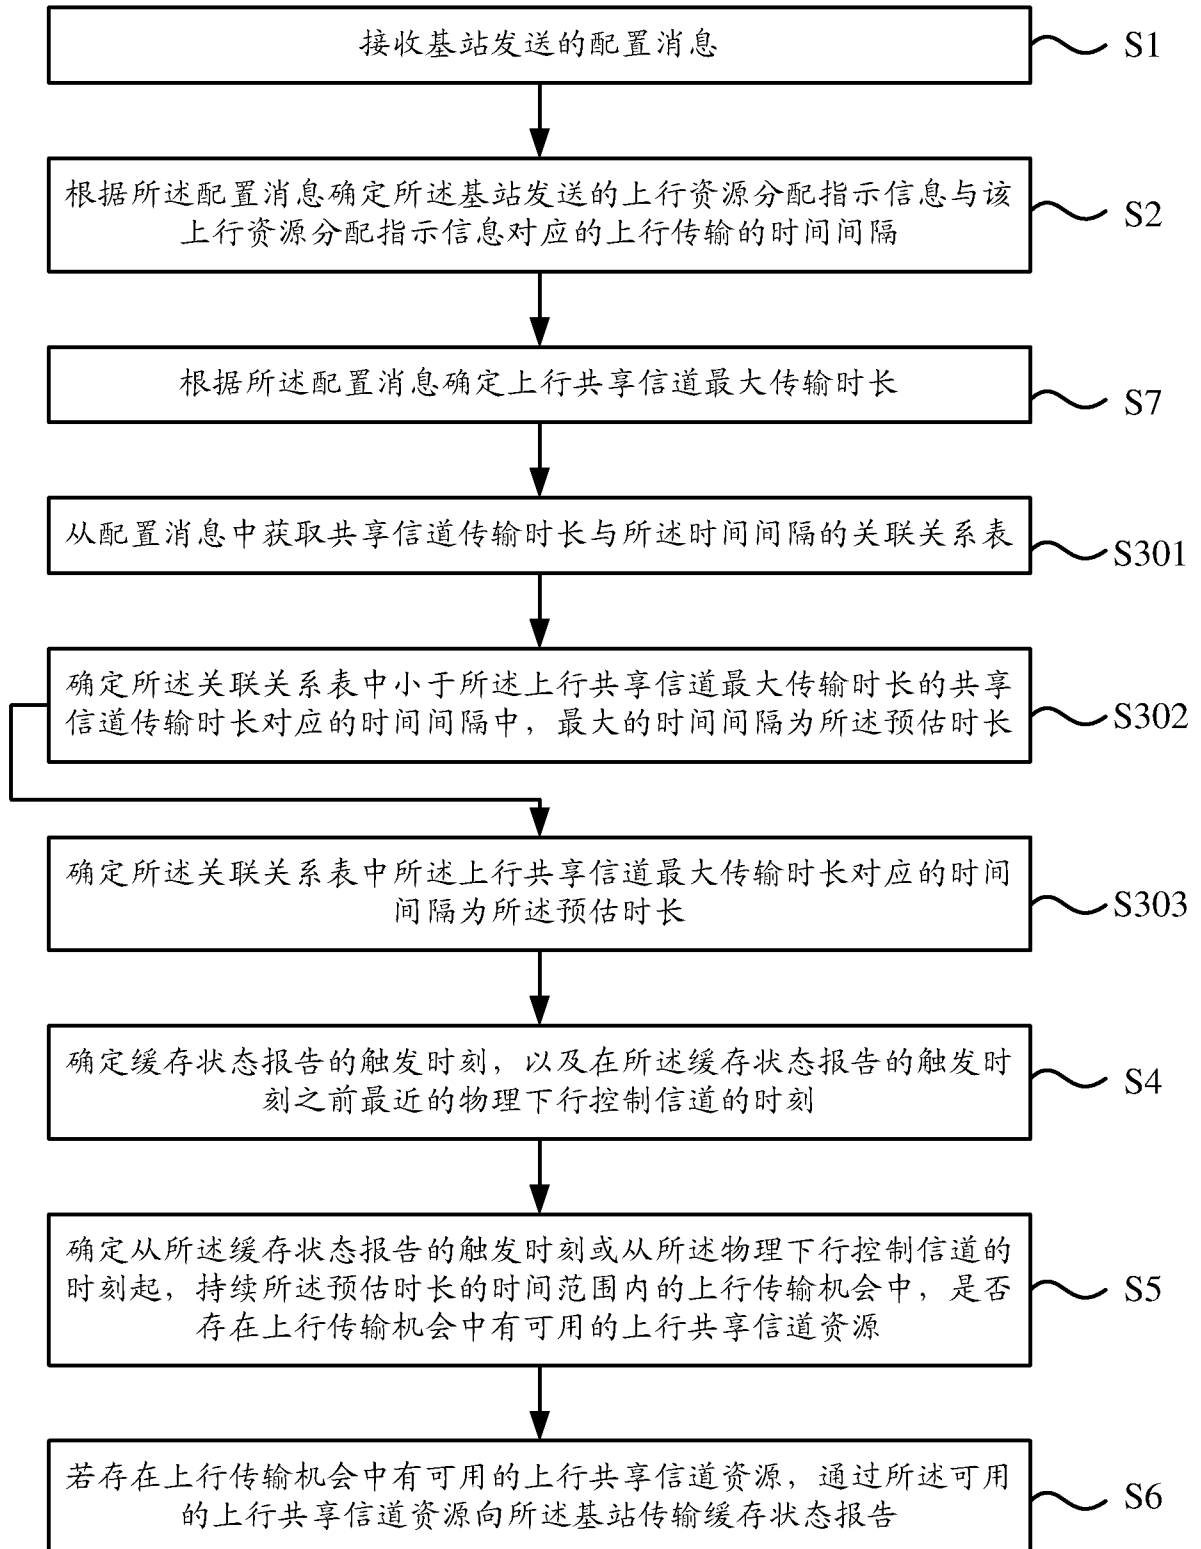 接收基站发送的配置消息
S1
根据所述配置消息确定所述基站发送的上行资源分配指示信息与该
上行资源分配指示信息对应的上行传输的时间间隔
S2
根据所述配置消息确定上行共享信道最大传输时长
S7
从配置消息中获取共享信道传输时长与所述时间间隔的关联关系表
S301
确定所述关联关系表中小于所述上行共享信道最大传输时长的共享
信道传输时长对应的时间间隔中，最大的时间间隔为所述预估时长
S302
确定所述关联关系表中所述上行共享信道最大传输时长对应的时间
间隔为所述预估时长
S303
确定缓存状态报告的触发时刻，以及在所述缓存状态报告的触发时
刻之前最近的物理下行控制信道的时刻
S4
确定从所述缓存状态报告的触发时刻或从所述物理下行控制信道的
时刻起，持续所述预估时长的时间范围内的上行传输机会中，是否
存在上行传输机会中有可用的上行共享信道资源
S5
若存在上行传输机会中有可用的上行共享信道资源，通过所述可用
的上行共享信道资源向所述基站传输缓存状态报告
S6